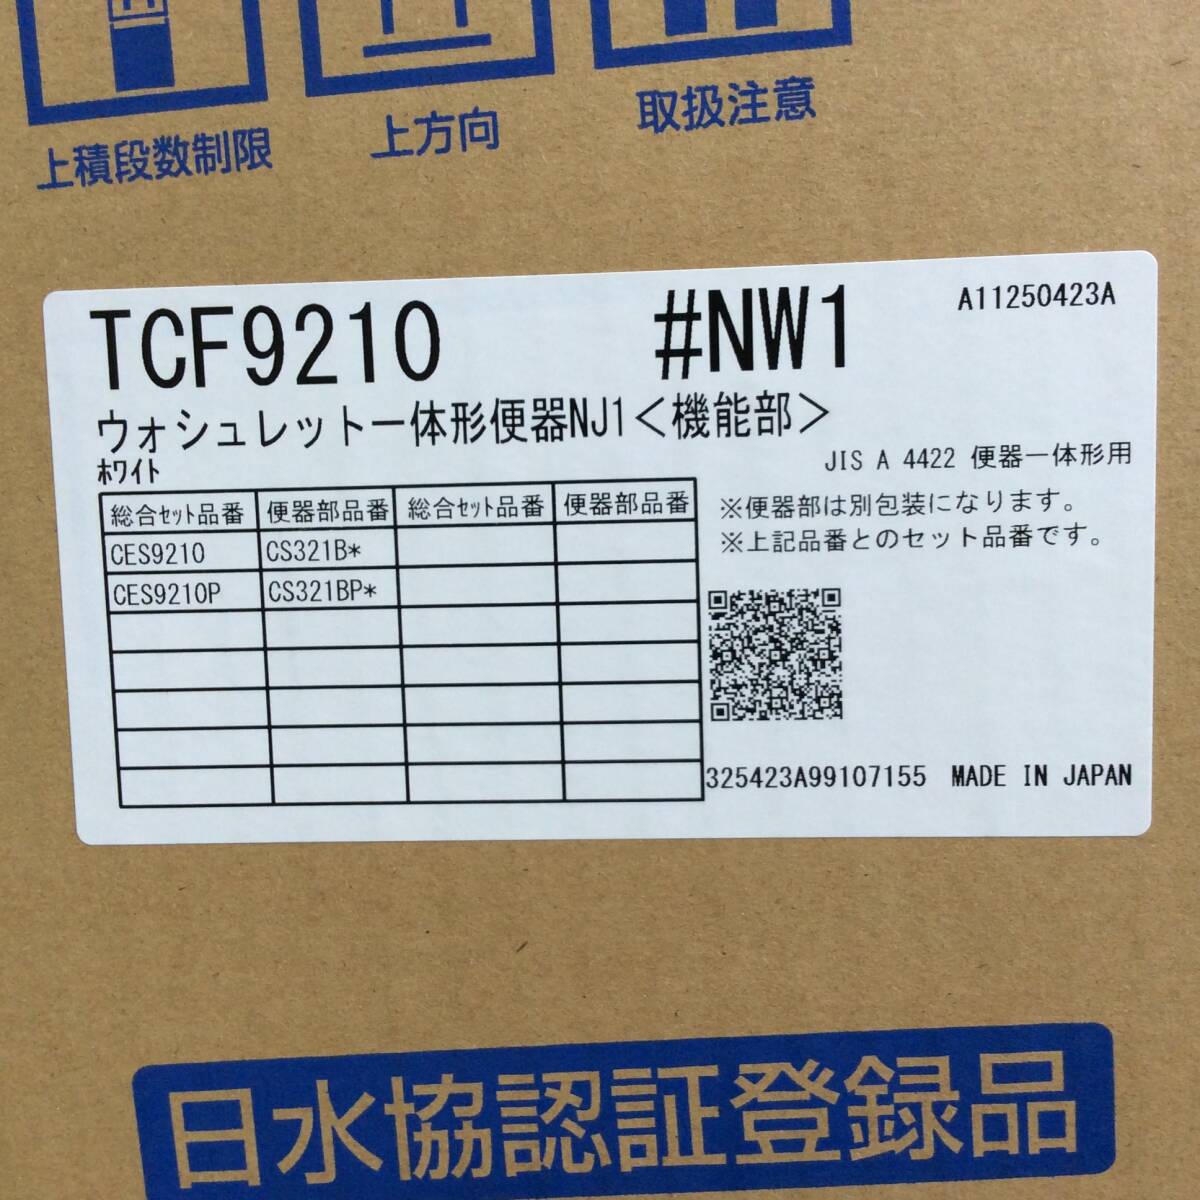 上積段数制限
上方向
取扱注意
TCF9210 #NW1 A11250423A
ウォシュレット一体形便器NJ1＜機能部＞
ホワイト
JIS A 4422 便器一体形用
総合セット品番 便器部品番 総合セット品番 便器部品番
CES9210 CS321B*
CES9210P CS321BP*
※便器部は別包装になります。
※上記品番とのセット品番です。
325423A99107155 MADE IN JAPAN
日水協認証登録品